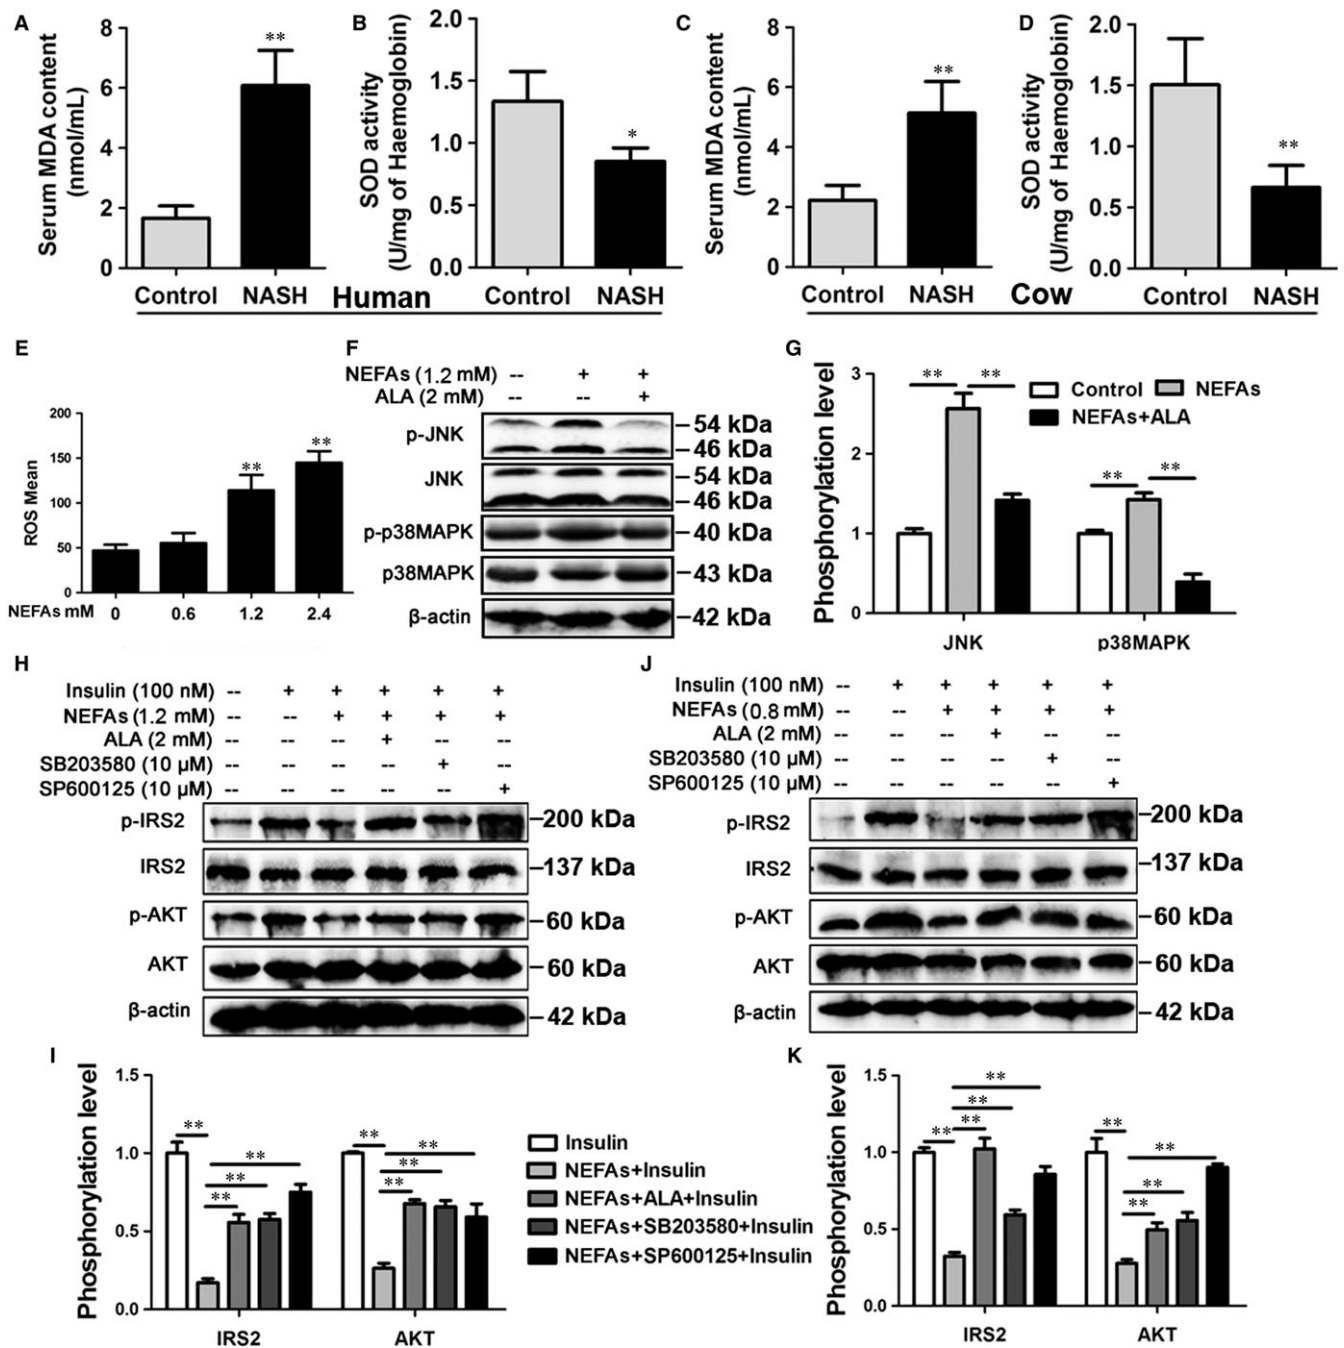 A
Serum MDA content
(nmol/mL)
8
6
4
2
0
**
Control NASH
B
SOD activity
(U/mg of Haemoglobin)
2.0
1.5
1.0
0.5
0.0
*
Control NASH
Human
C
Serum MDA content
(nmol/mL)
8
6
4
2
0
**
Control NASH
D
SOD activity
(U/mg of Haemoglobin)
2.0
1.5
1.0
0.5
0.0
**
Control NASH
Cow
E
ROS Mean
200
150
100
50
0
** **
NEFAs mM 0 0.6 1.2 2.4
F
NEFAs (1.2 mM) -- + +
ALA (2 mM) -- -- +
p-JNK 54 kDa
46 kDa
JNK 54 kDa
46 kDa
p-p38MAPK 40 kDa
p38MAPK 43 kDa
β-actin 42 kDa
G
Phosphorylation level
3
2
1
0
** **
** **
Control NEFAs
NEFAs+ALA
JNK p38MAPK
H
Insulin (100 nM) -- + + + + +
NEFAs (1.2 mM) -- -- + + + +
ALA (2 mM) -- -- -- + -- --
SB203580 (10 µM) -- -- -- -- + --
SP600125 (10 µM) -- -- -- -- -- +
p-IRS2 200 kDa
IRS2 137 kDa
p-AKT 60 kDa
AKT 60 kDa
β-actin 42 kDa
J
Insulin (100 nM) -- + + + + +
NEFAs (0.8 mM) -- -- + + + +
ALA (2 mM) -- -- -- + -- --
SB203580 (10 µM) -- -- -- -- + --
SP600125 (10 µM) -- -- -- -- -- +
p-IRS2 200 kDa
IRS2 137 kDa
p-AKT 60 kDa
AKT 60 kDa
β-actin 42 kDa
I
Phosphorylation level
1.5
1.0
0.5
0.0
** ** ** **
** ** ** **
IRS2 AKT
Insulin
NEFAs+Insulin
NEFAs+ALA+Insulin
NEFAs+SB203580+Insulin
NEFAs+SP600125+Insulin
K
Phosphorylation level
1.5
1.0
0.5
0.0
** ** ** **
** ** ** **
IRS2 AKT